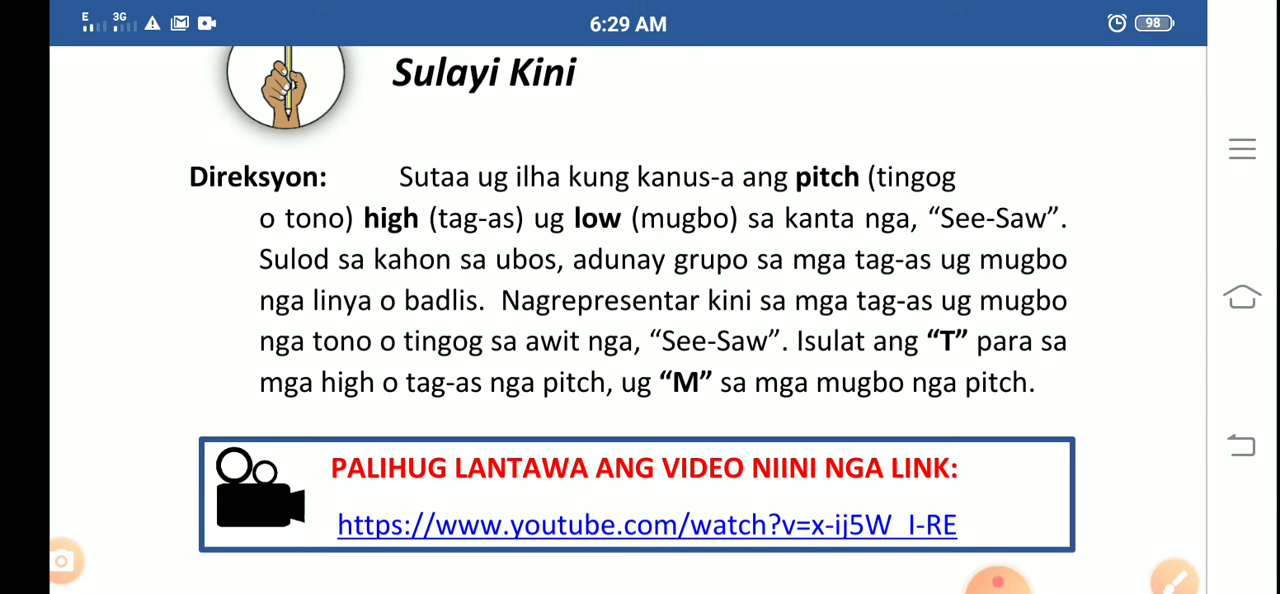 E 3G 6:29 AM 98
Sulayi Kini
Direksyon: Sutaa ug ilha kung kanus-a ang pitch (tingog
o tono) high (tag-as) ug low (mugbo) sa kanta nga, “See-Saw”.
Sulod sa kahon sa ubos, adunay grupo sa mga tag-as ug mugbo
nga linya o badlis. Nagrepresentar kini sa mga tag-as ug mugbo
nga tono o tingog sa awit nga, “See-Saw”. Isulat ang “T” para sa
mga high o tag-as nga pitch, ug “M” sa mga mugbo nga pitch.
PALIHUG LANTAWA ANG VIDEO NIINI NGA LINK:
https://www.youtube.com/watch?v=x-ij5W_I-RE